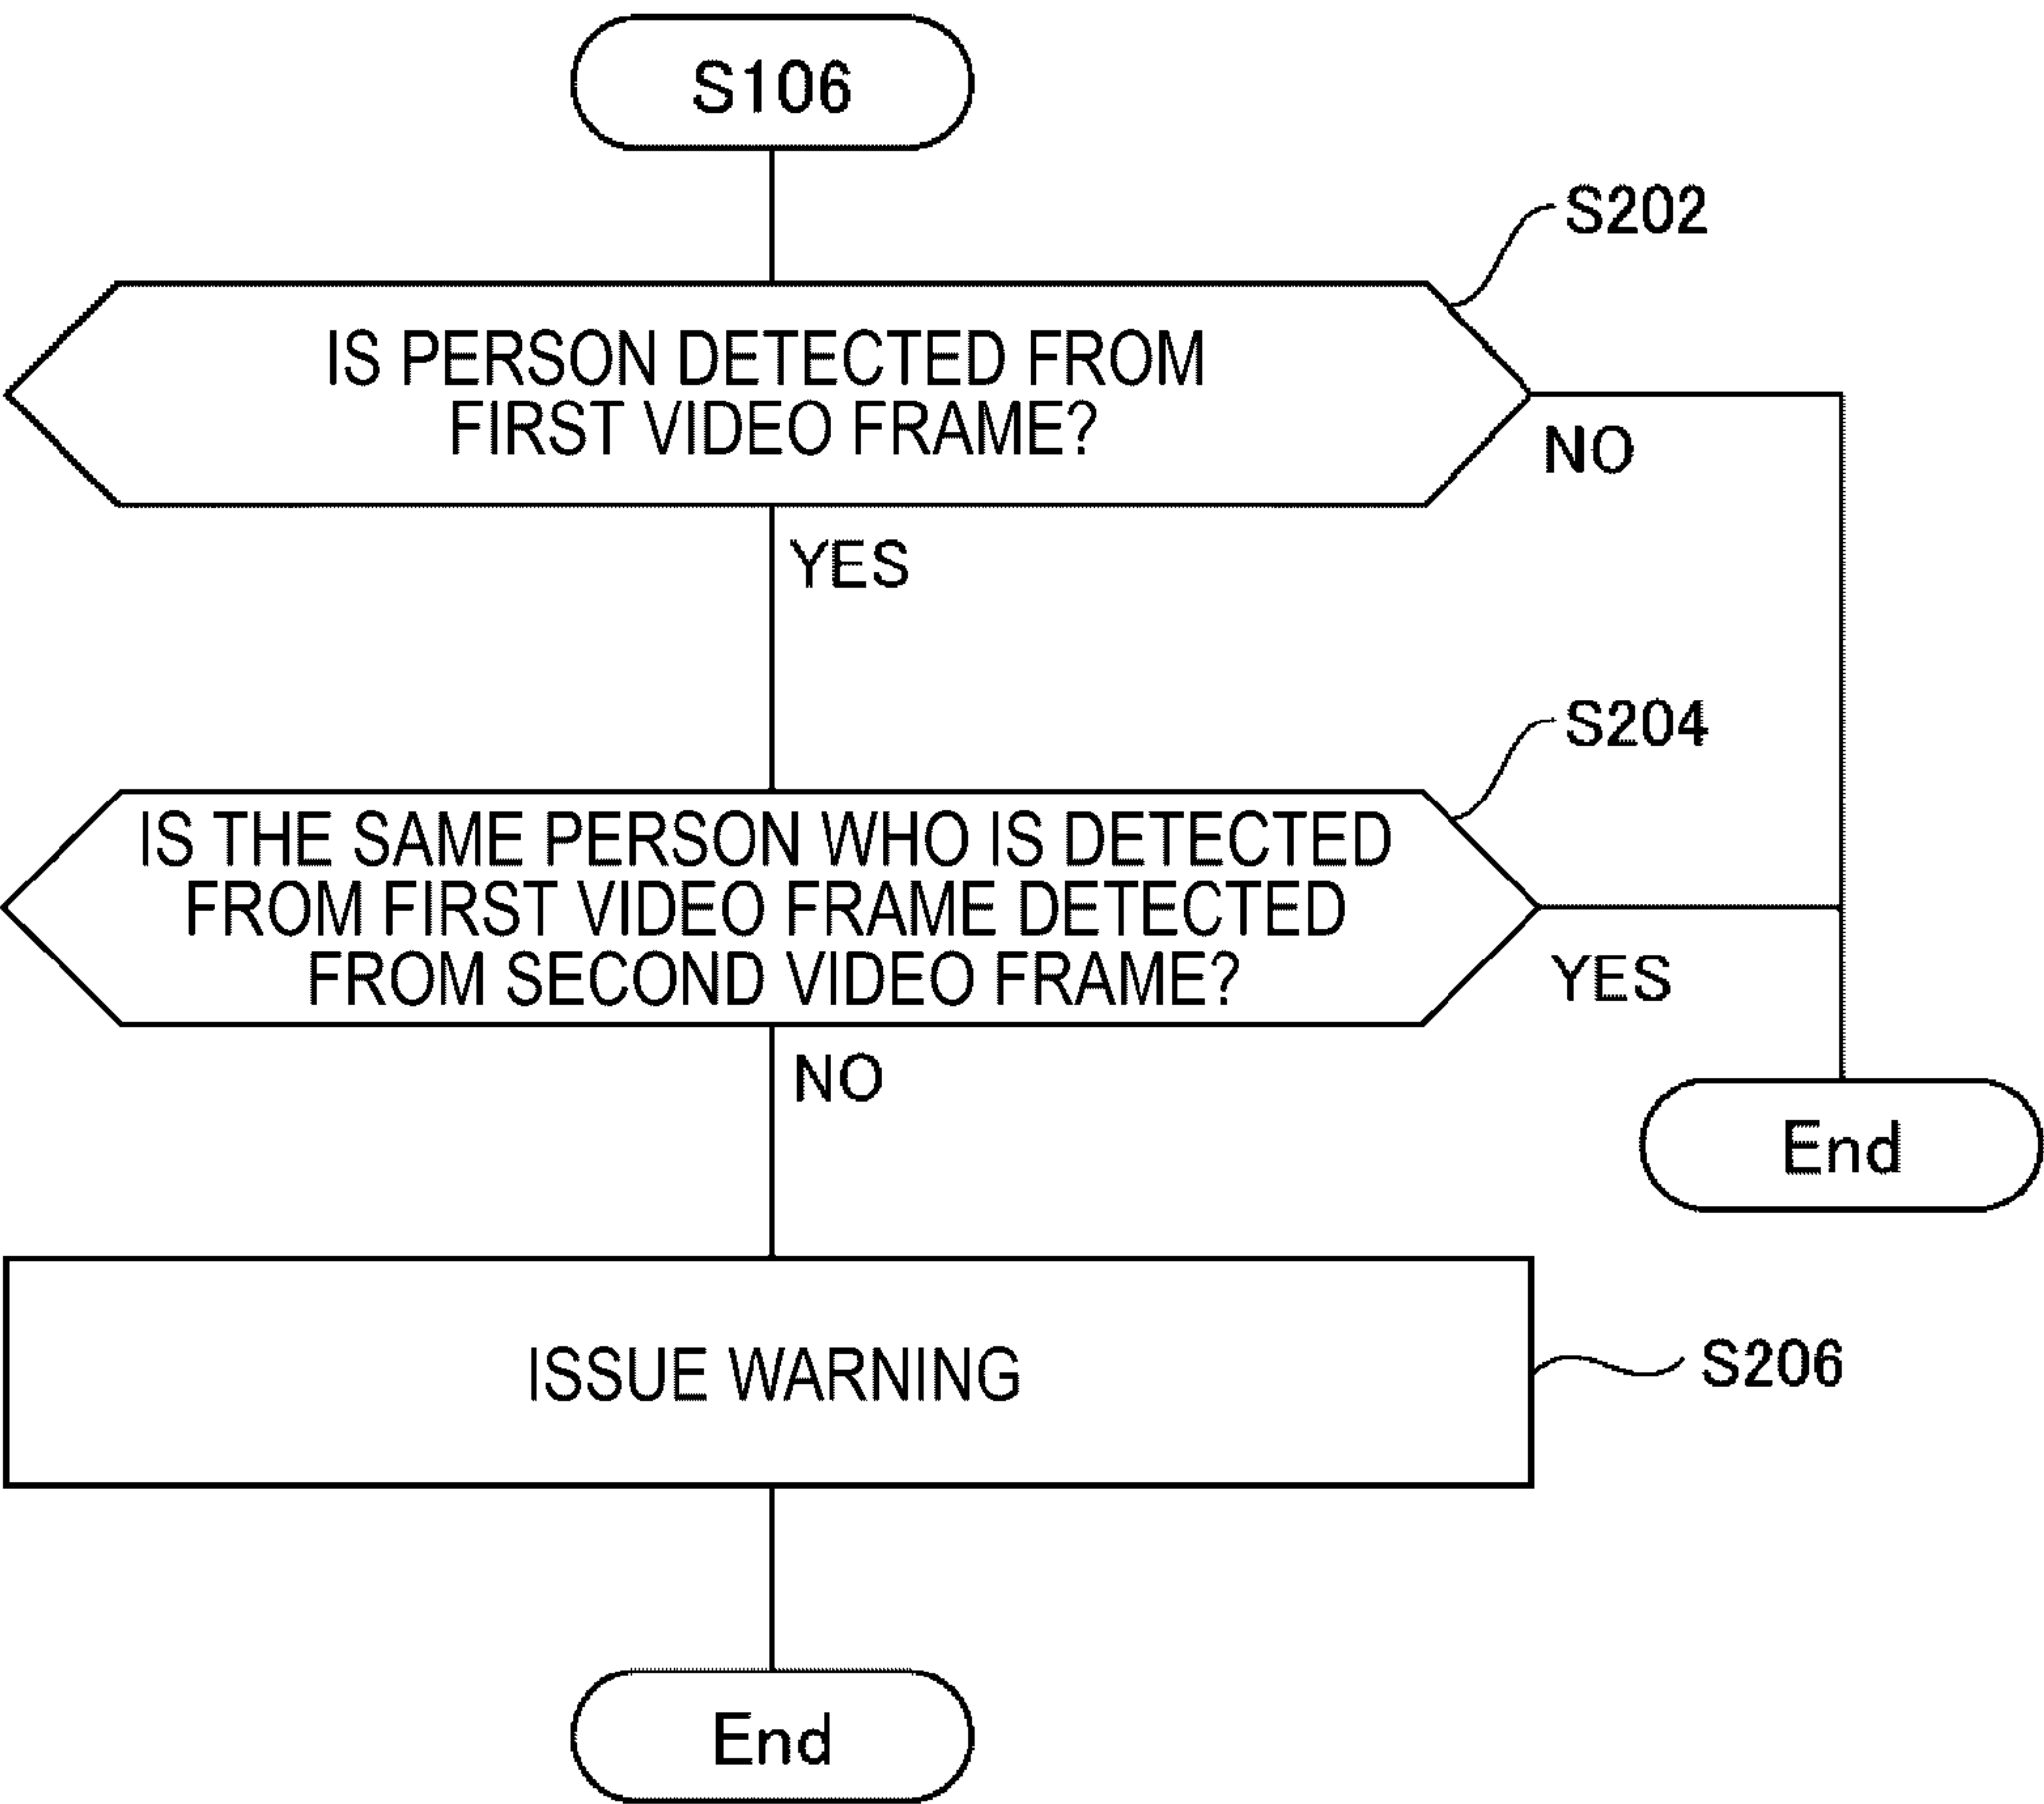 S106
S202
IS PERSON DETECTED FROM
FIRST VIDEO FRAME?
NO
YES
S204
IS THE SAME PERSON WHO IS DETECTED
FROM FIRST VIDEO FRAME DETECTED
FROM SECOND VIDEO FRAME?
YES
NO
End
ISSUE WARNING
S206
End